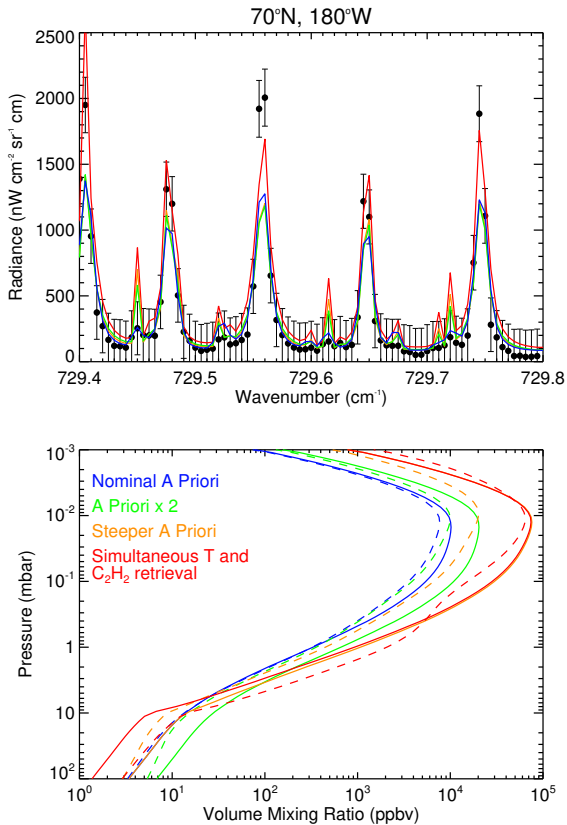 70°N, 180°W
2500
2000
1500
1000
500
0
Radiance (nW cm⁻² sr⁻¹ cm)
729.4 729.5 729.6 729.7 729.8
Wavenumber (cm⁻¹)
10⁻³
10⁻²
10⁻¹
1
10
10²
Pressure (mbar)
Nominal A Priori
A Priori x 2
Steeper A Priori
Simultaneous T and
C₂H₂ retrieval
10⁰ 10¹ 10² 10³ 10⁴ 10⁵
Volume Mixing Ratio (ppbv)